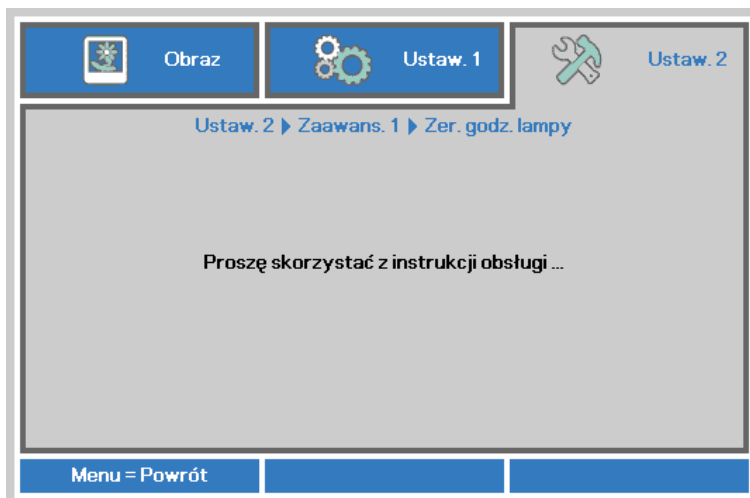 Obraz
Ustaw. 1
Ustaw. 2
Ustaw. 2 ▶ Zaawans. 1 ▶ Zer. godz. lampy
Proszę skorzystać z instrukcji obsługi ...
Menu = Powrót